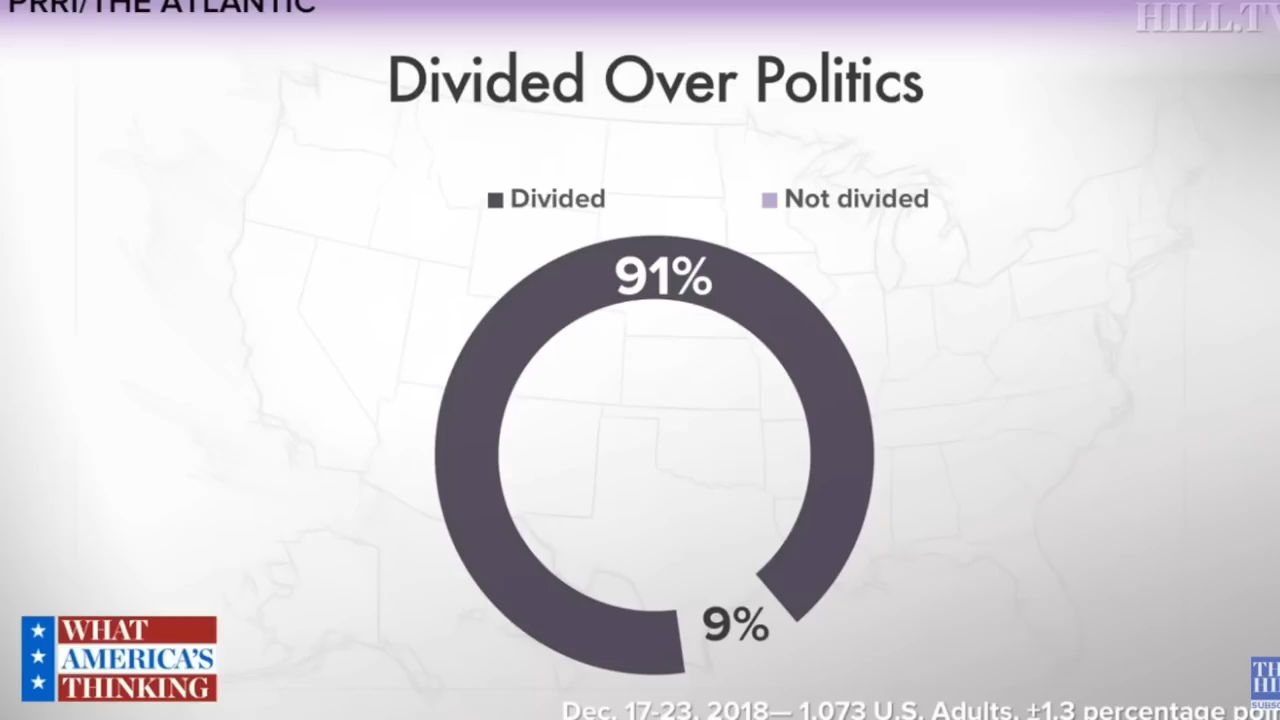 PRRI/THE ATLANTIC
HILL.TV
Divided Over Politics
Divided
Not divided
91%
9%
WHAT
AMERICA'S
THINKING
Dec. 17-23, 2018— 1,073 U.S. Adults, ±1.3 percentage